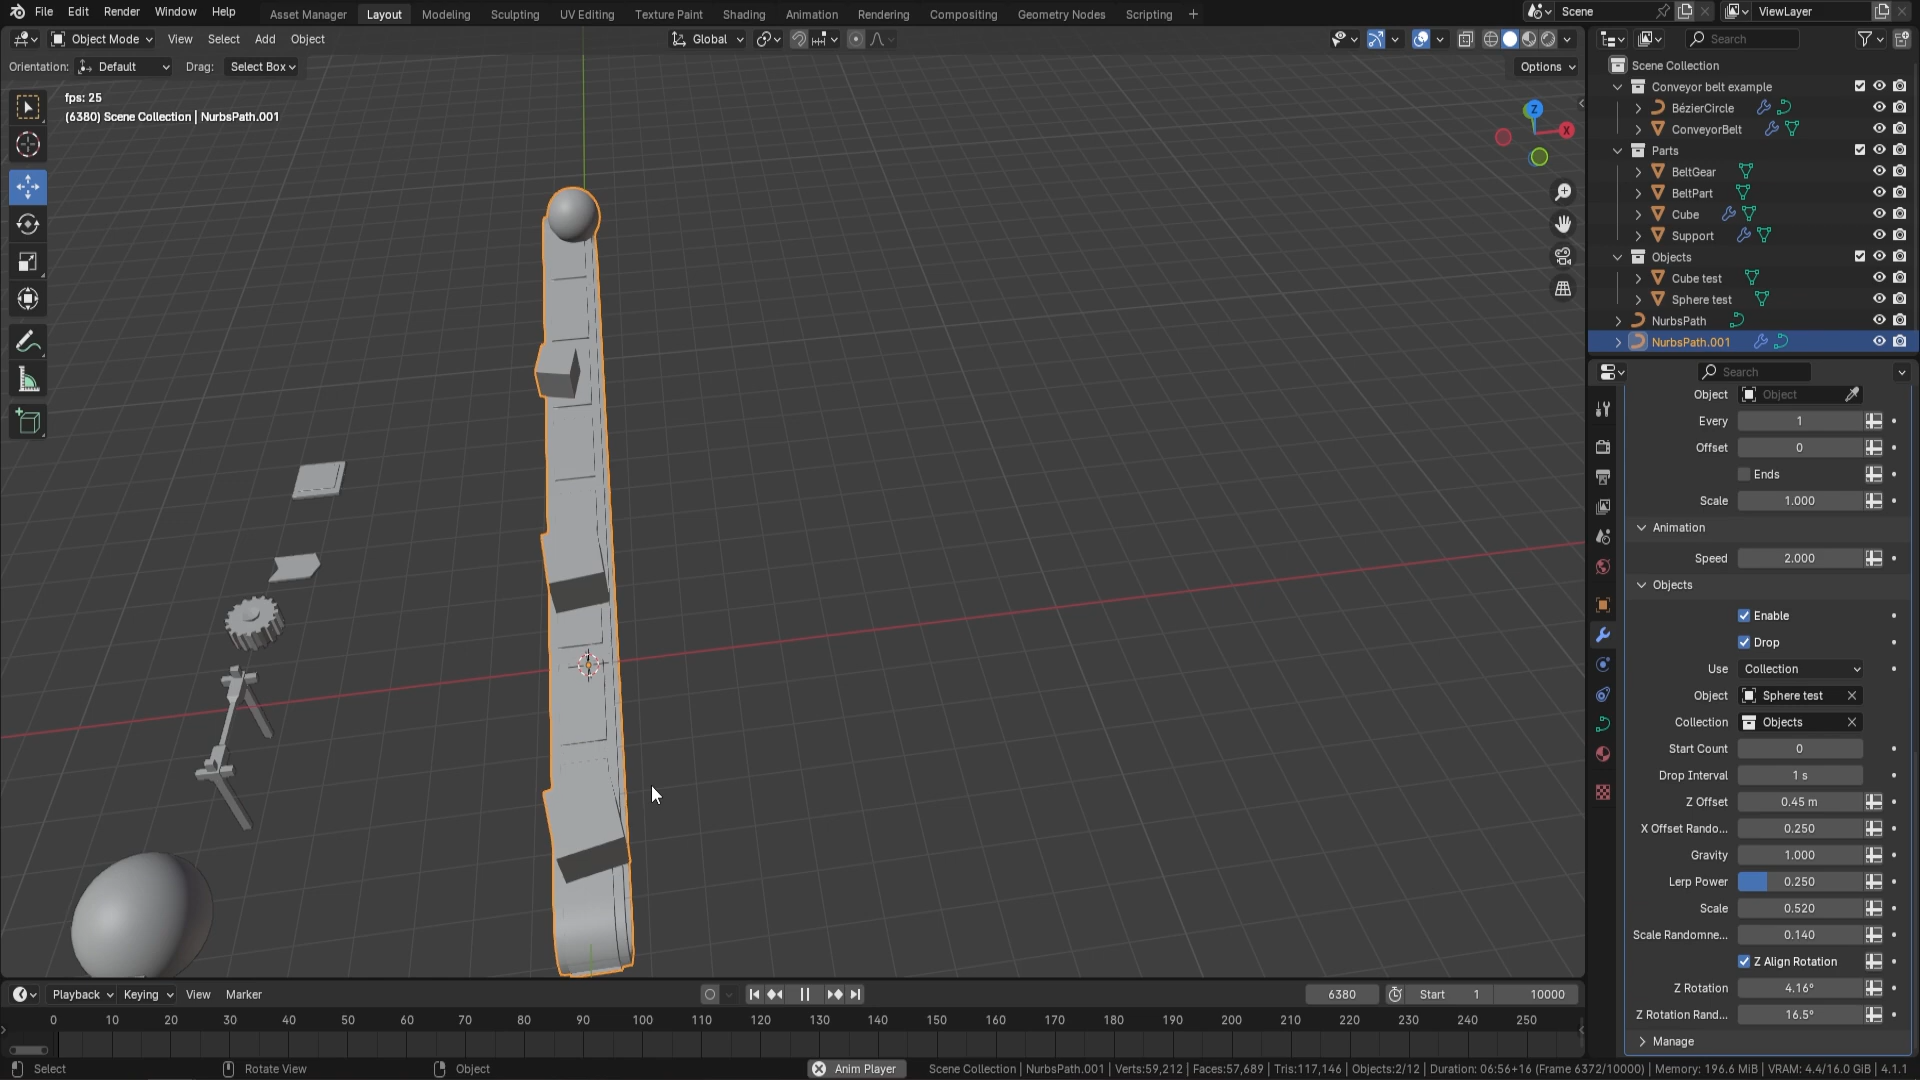 File Edit Render Window Help Asset Manager Layout Modeling Sculpting UV Editing Texture Paint Shading Animation Rendering Compositing Geometry Nodes Scripting + Scene ViewLayer
Object Mode View Select Add Object Global Search
Orientation: Default Drag: Select Box Options
fps: 25
(6380) Scene Collection | NurbsPath.001
Z
X
Scene Collection
Conveyor belt example
BézierCircle
ConveyorBelt
Parts
BeltGear
BeltPart
Cube
Support
Objects
Cube test
Sphere test
NurbsPath
NurbsPath.001
Search
Object Object
Every 1
Offset 0
Ends
Scale 1.000
Animation
Speed 2.000
Objects
Enable
Drop
Use Collection
Object Sphere test
Collection Objects
Start Count 0
Drop Interval 1 s
Z Offset 0.45 m
X Offset Rando... 0.250
Gravity 1.000
Lerp Power 0.250
Scale 0.520
Scale Randomne... 0.140
Z Align Rotation
Z Rotation 4.16°
Z Rotation Rand... 16.5°
Manage
Playback Keying View Marker 6380 Start 1 10000
0 10 20 30 40 50 60 70 80 90 100 110 120 130 140 150 160 170 180 190 200 210 220 230 240 250
Select Rotate View Object Anim Player Scene Collection | NurbsPath.001 | Verts:59,212 | Faces:57,689 | Tris:117,146 | Objects:2/12 | Duration: 06:56+16 (Frame 6372/10000) | Memory: 196.6 MiB | VRAM: 4.4/16.0 GiB | 4.1.1